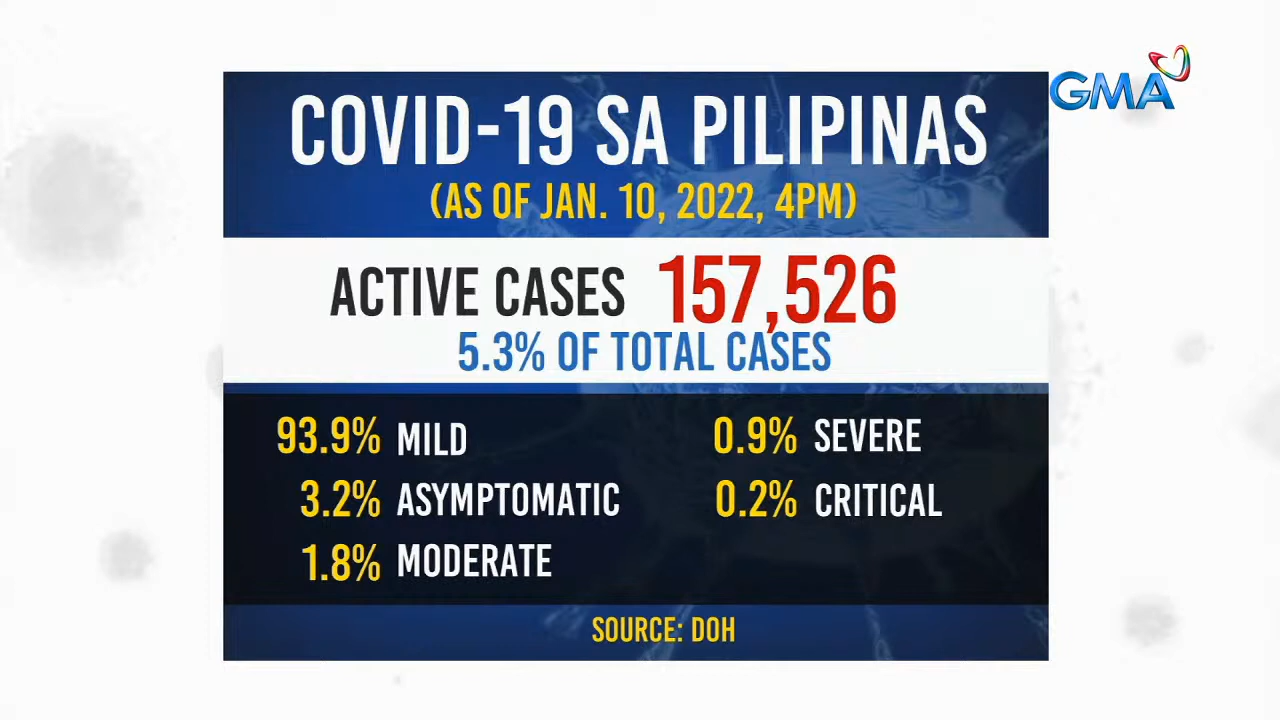 GMA
COVID-19 SA PILIPINAS
(AS OF JAN. 10, 2022, 4PM)
ACTIVE CASES 157,526
5.3% OF TOTAL CASES
93.9% MILD
3.2% ASYMPTOMATIC
1.8% MODERATE
0.9% SEVERE
0.2% CRITICAL
SOURCE: DOH